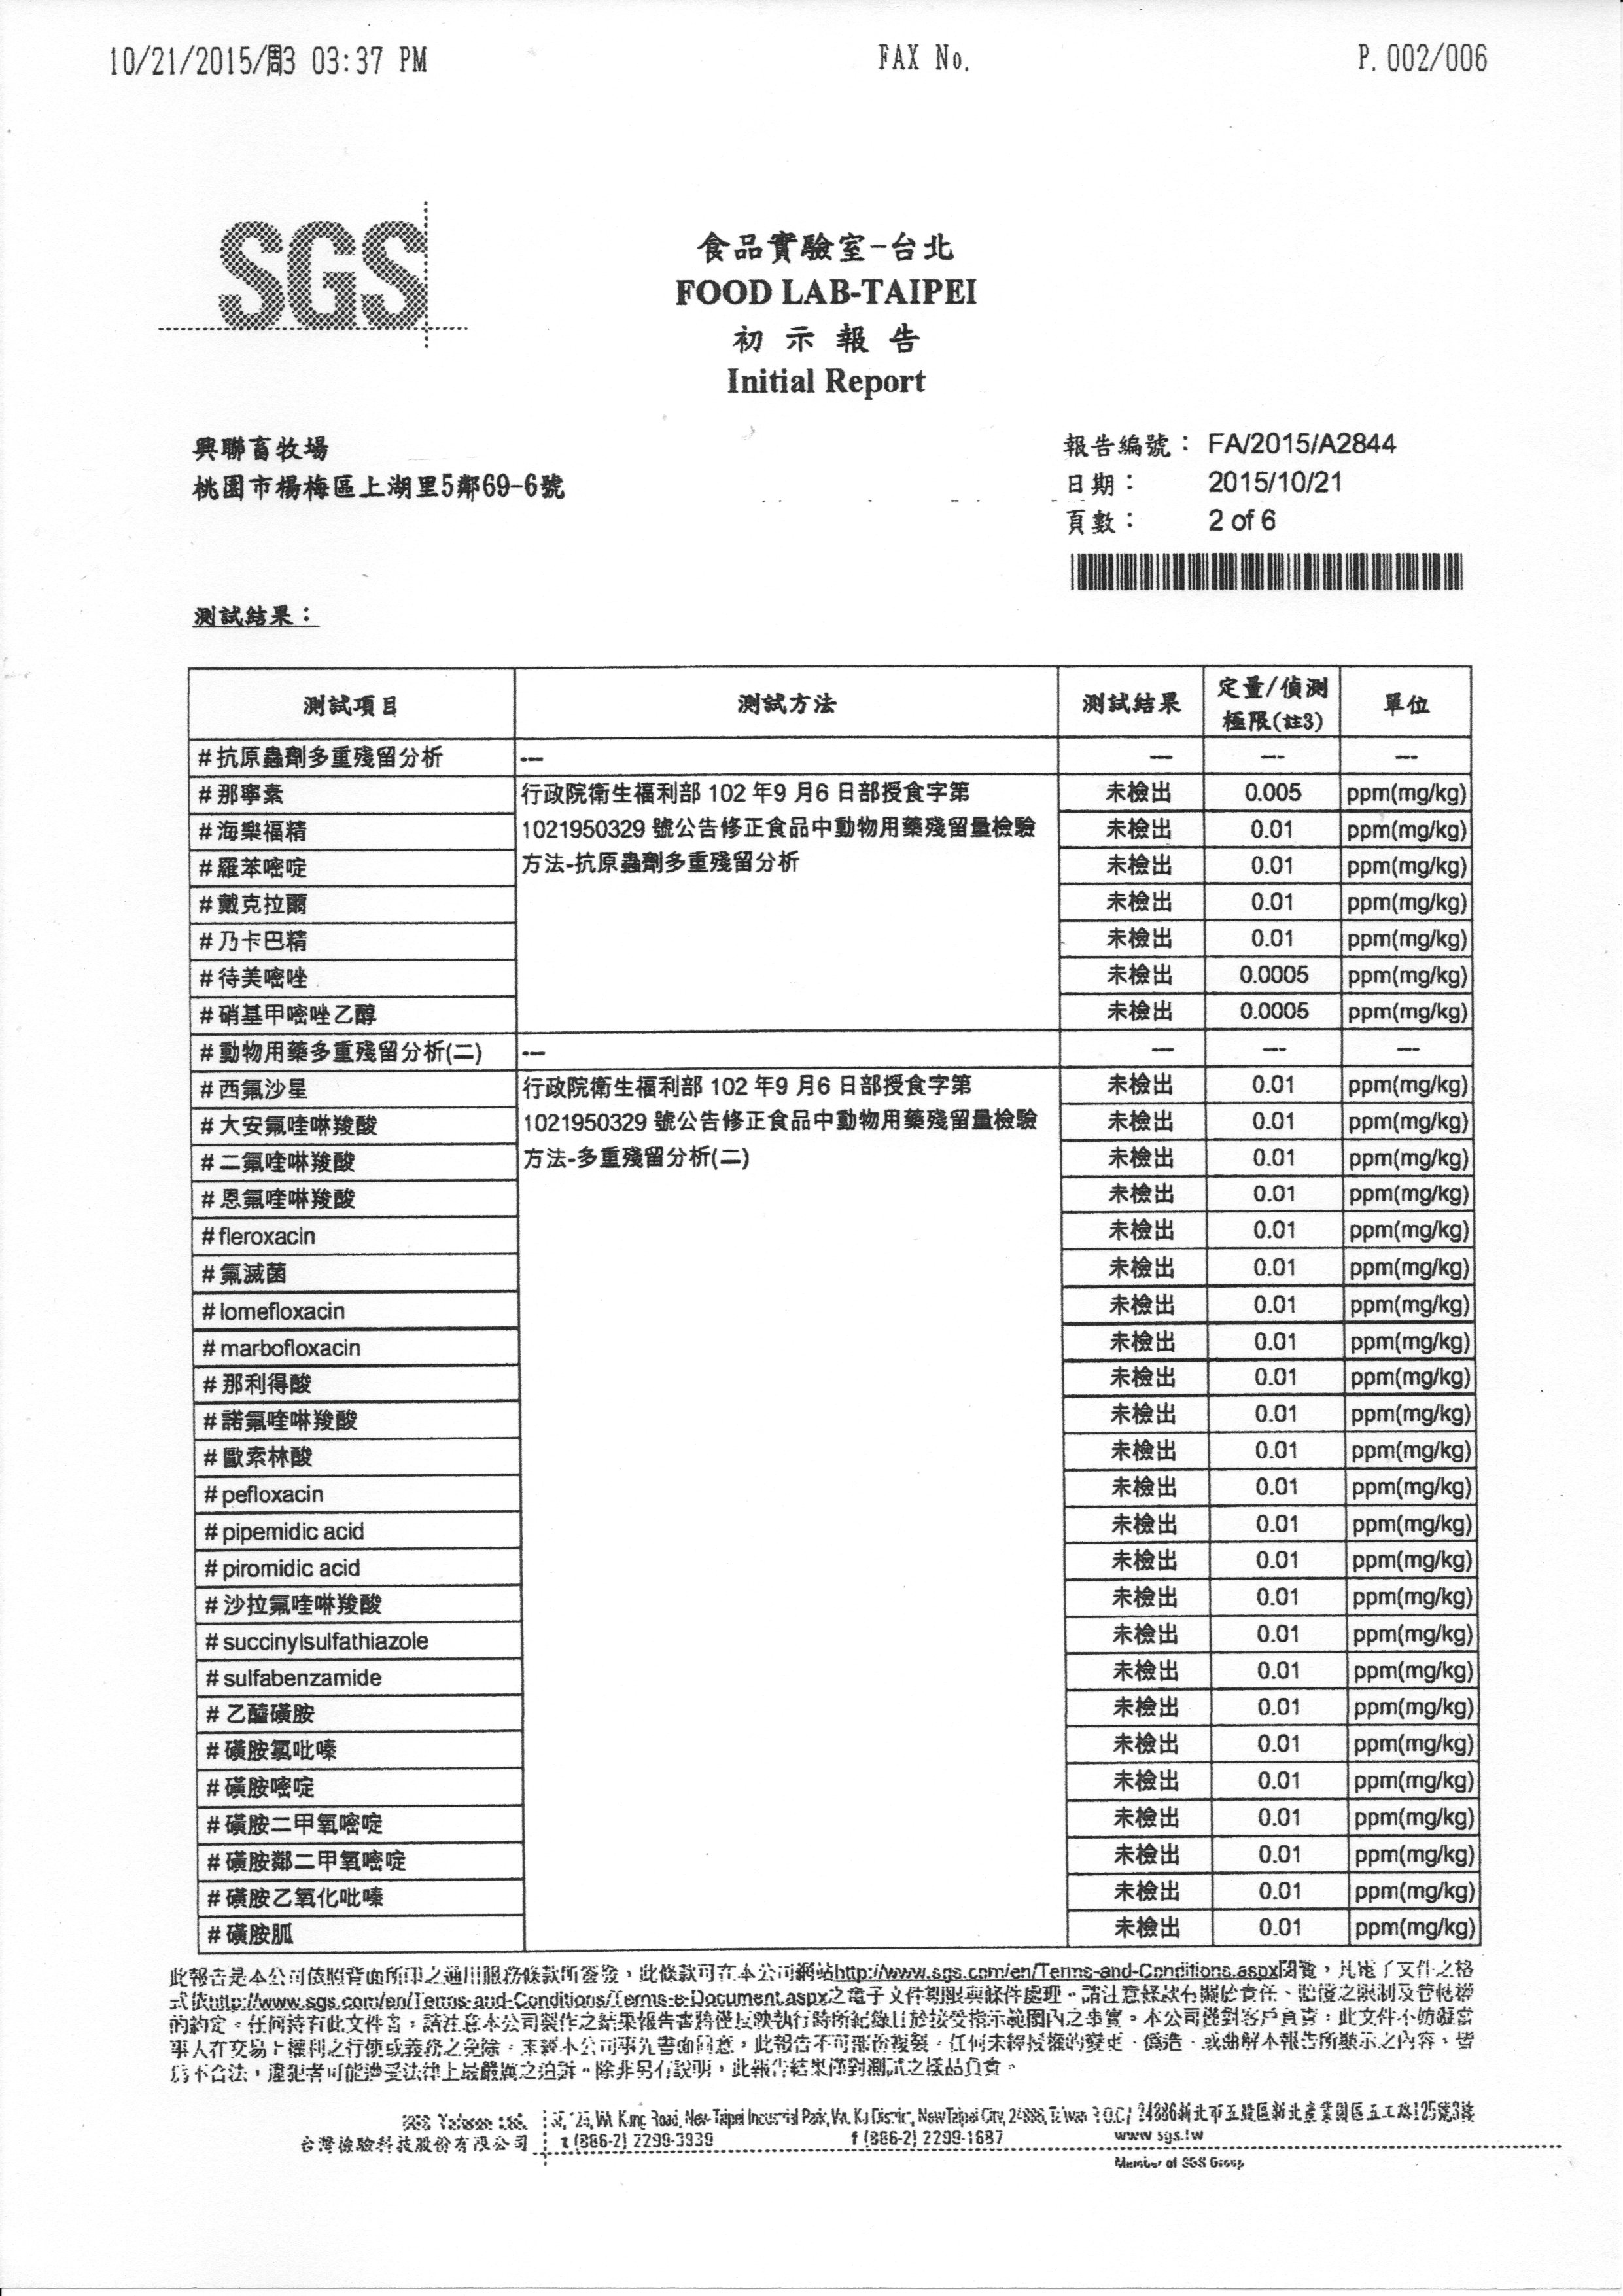 10/21/2015/周3 03:37 PM FAX No. P. 002/006
SGS
食品實驗室-台北
FOOD LAB-TAIPEI
初示報告
Initial Report
興聯畜牧場
桃園市楊梅區上湖里5鄰69-6號
報告編號： FA/2015/A2844
日期： 2015/10/21
頁數： 2 of 6
測試結果：
測試項目 測試方法 測試結果 定量/偵測極限(註3) 單位
#抗原蟲劑多重殘留分析 --- --- --- ---
#那寧素 行政院衛生福利部 102 年9 月6 日部授食字第 未檢出 0.005 ppm(mg/kg)
#海樂福精 1021950329 號公告修正食品中動物用藥殘留量檢驗 未檢出 0.01 ppm(mg/kg)
#羅苯嘧啶 方法-抗原蟲劑多重殘留分析 未檢出 0.01 ppm(mg/kg)
#戴克拉爾 未檢出 0.01 ppm(mg/kg)
#乃卡巴精 未檢出 0.01 ppm(mg/kg)
#待美嘧唑 未檢出 0.0005 ppm(mg/kg)
#硝基甲嘧唑乙醇 未檢出 0.0005 ppm(mg/kg)
#動物用藥多重殘留分析(二) --- --- --- ---
#西氟沙星 行政院衛生福利部 102 年9 月6 日部授食字第 未檢出 0.01 ppm(mg/kg)
#大安氟喹啉羧酸 1021950329 號公告修正食品中動物用藥殘留量檢驗 未檢出 0.01 ppm(mg/kg)
#二氟喹啉羧酸 方法-多重殘留分析(二) 未檢出 0.01 ppm(mg/kg)
#恩氟喹啉羧酸 未檢出 0.01 ppm(mg/kg)
#fleroxacin 未檢出 0.01 ppm(mg/kg)
#氟滅菌 未檢出 0.01 ppm(mg/kg)
#lomefloxacin 未檢出 0.01 ppm(mg/kg)
#marbofloxacin 未檢出 0.01 ppm(mg/kg)
#那利得酸 未檢出 0.01 ppm(mg/kg)
#諾氟喹啉羧酸 未檢出 0.01 ppm(mg/kg)
#歐索林酸 未檢出 0.01 ppm(mg/kg)
#pefloxacin 未檢出 0.01 ppm(mg/kg)
#pipemidic acid 未檢出 0.01 ppm(mg/kg)
#piromidic acid 未檢出 0.01 ppm(mg/kg)
#沙拉氟喹啉羧酸 未檢出 0.01 ppm(mg/kg)
#succinylsulfathiazole 未檢出 0.01 ppm(mg/kg)
#sulfabenzamide 未檢出 0.01 ppm(mg/kg)
#乙醯磺胺 未檢出 0.01 ppm(mg/kg)
#磺胺氯吡嗪 未檢出 0.01 ppm(mg/kg)
#磺胺嘧啶 未檢出 0.01 ppm(mg/kg)
#磺胺二甲氧嘧啶 未檢出 0.01 ppm(mg/kg)
#磺胺鄰二甲氧嘧啶 未檢出 0.01 ppm(mg/kg)
#磺胺乙氧化吡嗪 未檢出 0.01 ppm(mg/kg)
#磺胺胍 未檢出 0.01 ppm(mg/kg)
此報告是本公司依照背面所印之通用服務條款所簽發，此條款可在本公司網站http://www.sgs.com/en/Terms-and-Conditions.aspx閱覽，凡電子文件之格
式依http://www.sgs.com/en/Terms-and-Conditions/Terms-e-Document.aspx之電子文件期限與條件處理。請注意條款有關於責任、賠償之限制及管轄權
的約定。任何持有此文件者，請注意本公司製作之結果報告書將僅反映執行時所紀錄且於接受指示範圍內之事實。本公司僅對客戶負責，此文件不妨礙當
事人在交易上權利之行使或義務之免除。未經本公司事先書面同意，此報告不可部份複製。任何未經授權的變更、偽造、或曲解本報告所顯示之內容，皆
為不合法，違犯者可能遭受法律上最嚴厲之追訴。除非另有說明，此報告結果僅對測試之樣品負責。
SGS Taiwan Ltd. 3F, 125, Wu Kung Road, New Taipei Industrial Park, Wu Ku District, New Taipei City, 24886, Taiwan R.O.C./ 24886新北市五股區新北產業園區五工路125號3樓
台灣檢驗科技股份有限公司 t (886-2) 2299-3939 f (886-2) 2299-1687 www.sgs.tw
Member of SGS Group